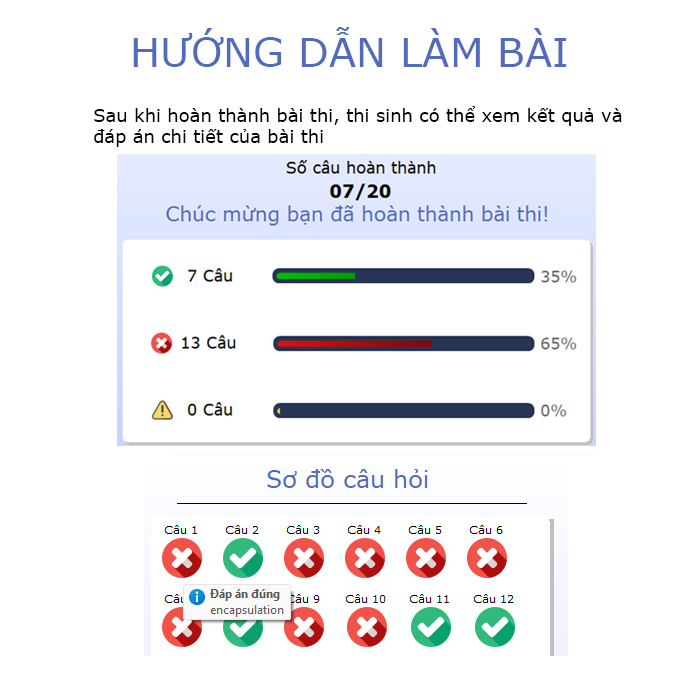 HƯỚNG DẪN LÀM BÀI
Sau khi hoàn thành bài thi, thi sinh có thể xem kết quả và
đáp án chi tiết của bài thi
Số câu hoàn thành
07/20
Chúc mừng bạn đã hoàn thành bài thi!
7 Câu 35%
13 Câu 65%
0 Câu 0%
Sơ đồ câu hỏi
Câu 1 Câu 2 Câu 3 Câu 4 Câu 5 Câu 6
Đáp án đúng
encapsulation
Câu 9 Câu 10 Câu 11 Câu 12